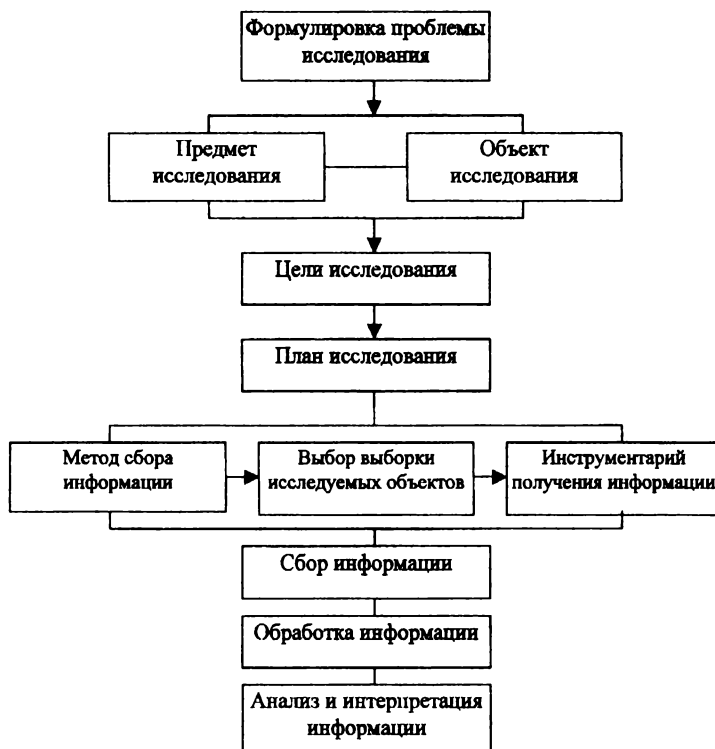 Формулировка проблемы
исследования
Предмет
исследования
Объект
исследования
Цели исследования
План исследования
Метод сбора
информации
Выбор выборки
исследуемых объектов
Инструментарий
получения информации
Сбор информации
Обработка информации
Анализ и интерпретация
информации